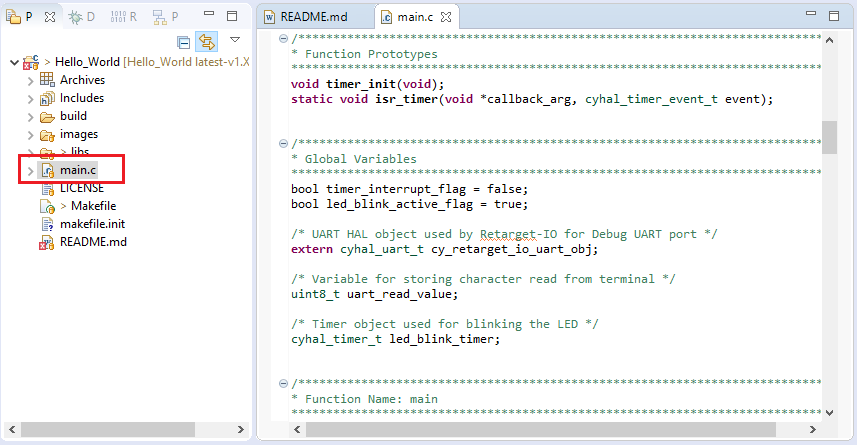 P D R P
> Hello_World [Hello_World latest-v1.X
Archives
Includes
build
images
> libs
main.c
LICENSE
> Makefile
makefile.init
README.md
README.md main.c
/*******************************************************************************
* Function Prototypes
*******************************************************************************
void timer_init(void);
static void isr_timer(void *callback_arg, cyhal_timer_event_t event);
/*******************************************************************************
* Global Variables
*******************************************************************************
bool timer_interrupt_flag = false;
bool led_blink_active_flag = true;
/* UART HAL object used by Retarget-IO for Debug UART port */
extern cyhal_uart_t cy_retarget_io_uart_obj;
/* Variable for storing character read from terminal */
uint8_t uart_read_value;
/* Timer object used for blinking the LED */
cyhal_timer_t led_blink_timer;
/*******************************************************************************
* Function Name: main
*******************************************************************************